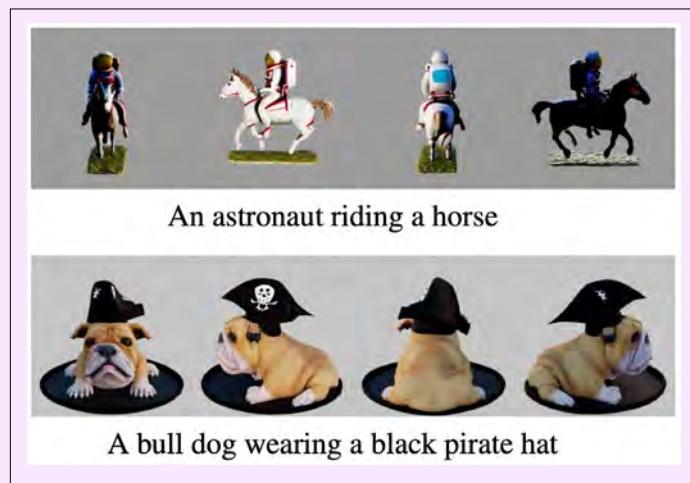 An astronaut riding a horse
A bull dog wearing a black pirate hat